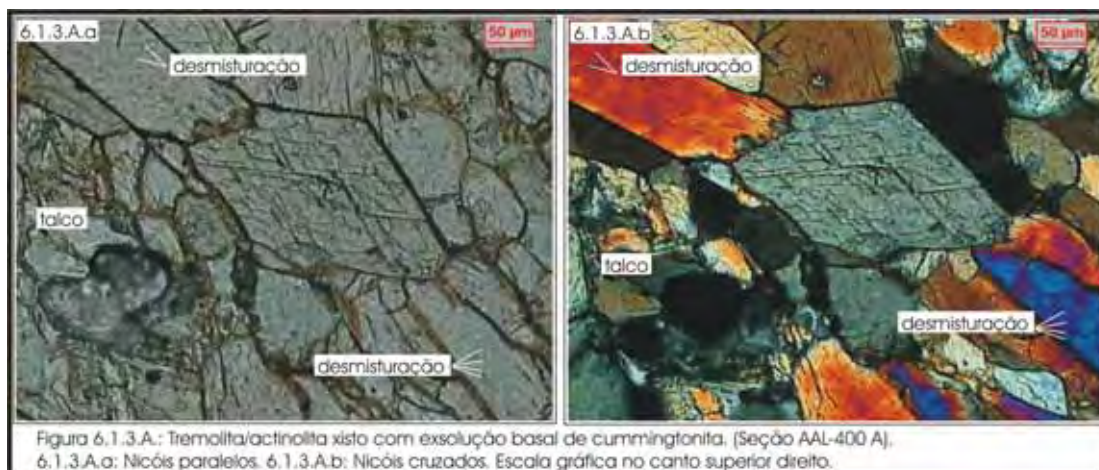 6.1.3.A.a
50 µm
desmisturação
talco
desmisturação
6.1.3.A.b
50 µm
desmisturação
talco
desmisturação
Figura 6.1.3.A.: Tremolita/actinolita xisto com exsolução basal de cummingtonita. (Seção AAL-400 A).
6.1.3.A.a: Nicóis paralelos. 6.1.3.A.b: Nicóis cruzados. Escala gráfica no canto superior direito.